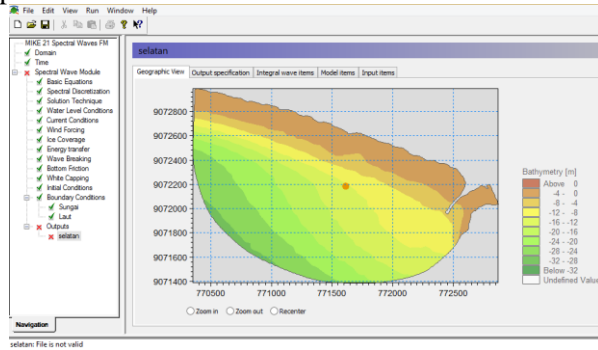 File Edit View Run Window Help
MIKE 21 Spectral Waves FM
Domain
Time
Spectral Wave Module
Basic Equations
Spectral Discretization
Solution Technique
Water Level Conditions
Current Conditions
Wind Forcing
Ice Coverage
Energy transfer
Wave Breaking
Bottom Friction
White Capping
Initial Conditions
Boundary Conditions
Sungai
Laut
Outputs
selatan
Navigation
selatan
Geographic View Output specification Integral wave items Model items Input items
9072800
9072600
9072400
9072200
9072000
9071800
9071600
9071400
770500 771000 771500 772000 772500
Bathymetry [m]
Above 0
-4 - 0
-8 - -4
-12 - -8
-16 - -12
-20 - -16
-24 - -20
-28 - -24
-32 - -28
Below -32
Undefined Value
Zoom in Zoom out Recenter
selatan: File is not valid